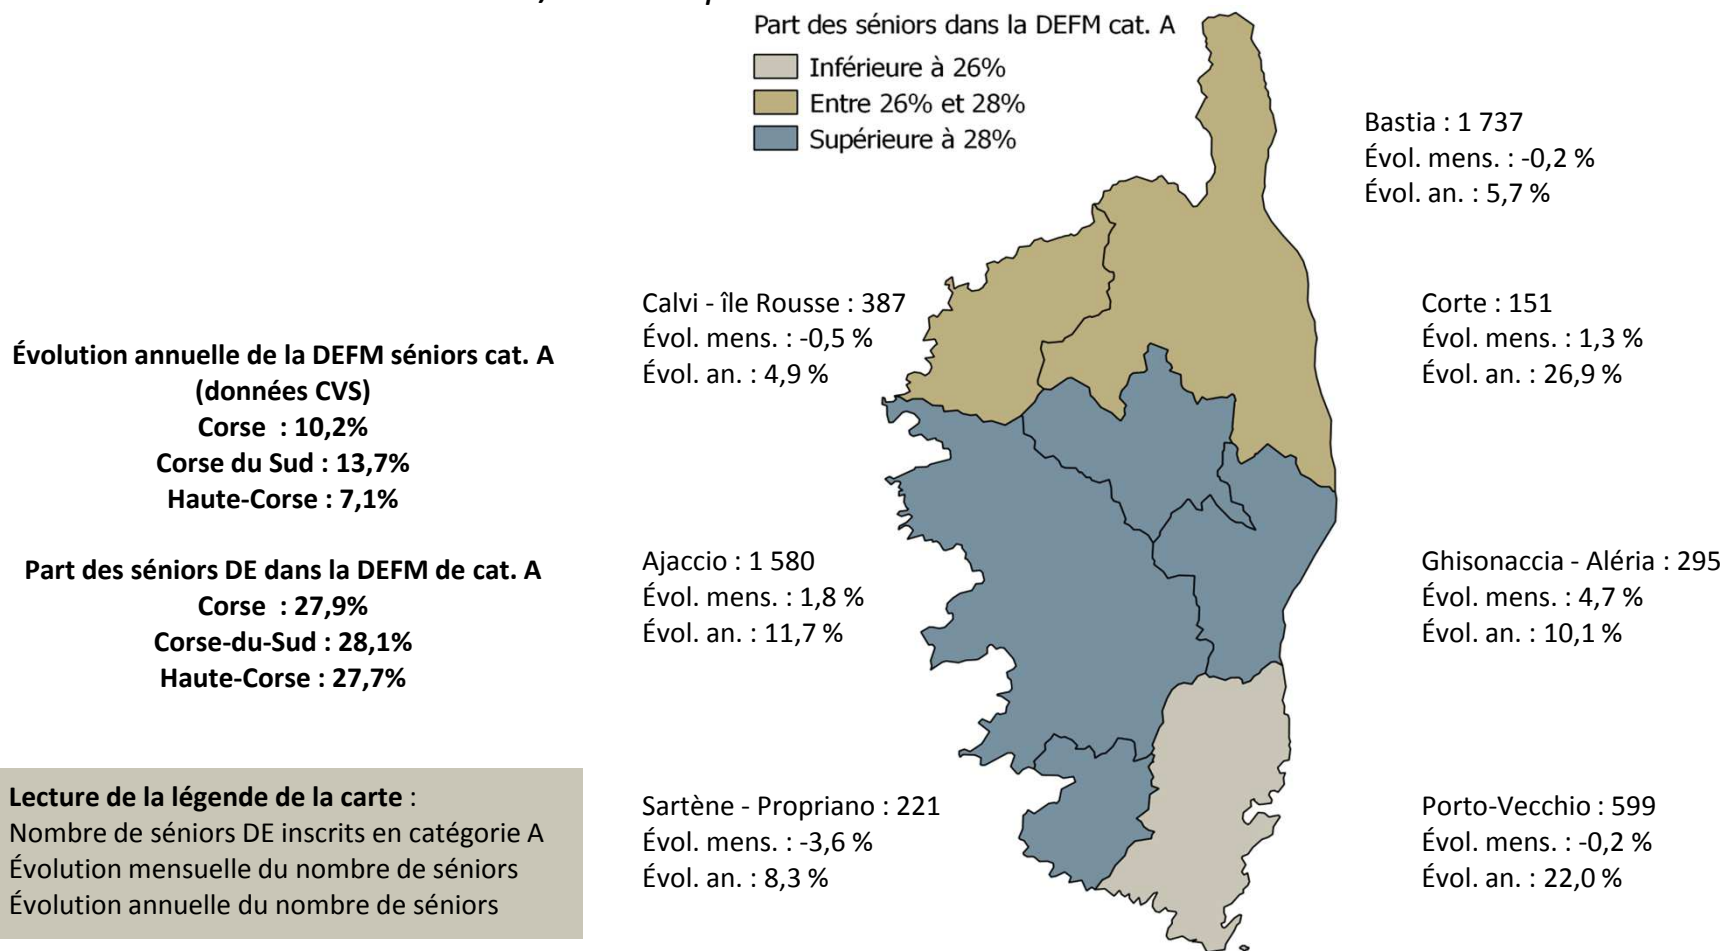 Part des séniors dans la DEFM cat. A
Inférieure à 26%
Entre 26% et 28%
Supérieure à 28%
Bastia : 1 737
Évol. mens. : -0,2 %
Évol. an. : 5,7 %
Calvi - île Rousse : 387
Évol. mens. : -0,5 %
Évol. an. : 4,9 %
Corte : 151
Évol. mens. : 1,3 %
Évol. an. : 26,9 %
Évolution annuelle de la DEFM séniors cat. A
(données CVS)
Corse : 10,2%
Corse du Sud : 13,7%
Haute-Corse : 7,1%
Part des séniors DE dans la DEFM de cat. A
Corse : 27,9%
Corse-du-Sud : 28,1%
Haute-Corse : 27,7%
Ajaccio : 1 580
Évol. mens. : 1,8 %
Évol. an. : 11,7 %
Ghisonaccia - Aléria : 295
Évol. mens. : 4,7 %
Évol. an. : 10,1 %
Lecture de la légende de la carte :
Nombre de séniors DE inscrits en catégorie A
Évolution mensuelle du nombre de séniors
Évolution annuelle du nombre de séniors
Sartène - Propriano : 221
Évol. mens. : -3,6 %
Évol. an. : 8,3 %
Porto-Vecchio : 599
Évol. mens. : -0,2 %
Évol. an. : 22,0 %